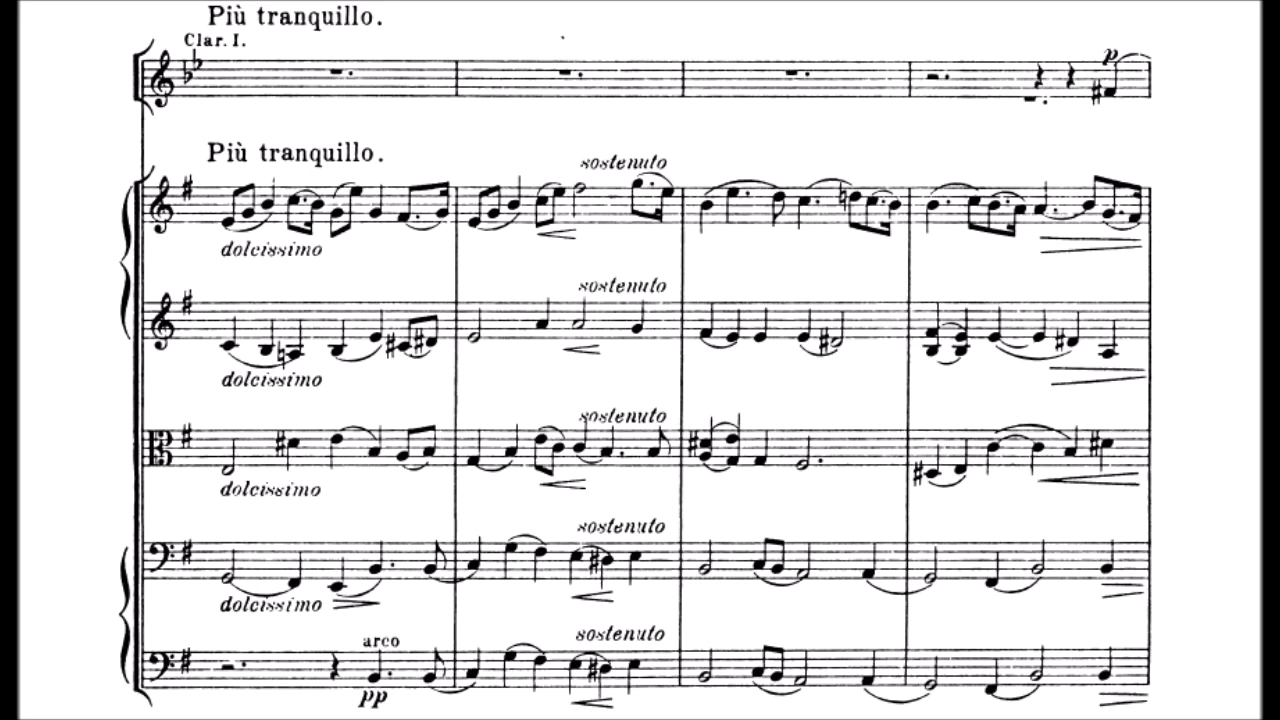 Più tranquillo.
Clar. I.
p
Più tranquillo.
sostenuto
dolcissimo
sostenuto
dolcissimo
sostenuto
dolcissimo
sostenuto
dolcissimo
arco
sostenuto
pp